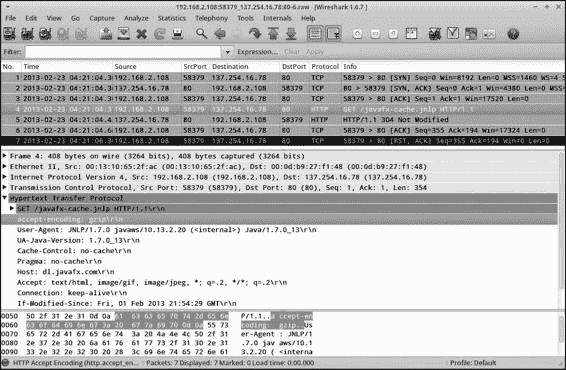 192.168.2.108:58379_137.254.16.78:80-6.raw [Wireshark 1.6.7]
File Edit View Go Capture Analyze Statistics Telephony Tools Internals Help
Filter: Expression... Clear Apply
No. Time Source SrcPort Destination DstPort Protocol Info
1 2013-02-23 04:21:04.3 192.168.2.108 58379 137.254.16.78 80 TCP 58379 > 80 [SYN] Seq=0 Win=8192 Len=0 MSS=1460 WS=4
2 2013-02-23 04:21:04.3 137.254.16.78 80 192.168.2.108 58379 TCP 80 > 58379 [SYN, ACK] Seq=0 Ack=1 Win=4380 Len=0
3 2013-02-23 04:21:04.3 192.168.2.108 58379 137.254.16.78 80 TCP 58379 > 80 [ACK] Seq=1 Ack=1 Win=17520 Len=0
4 2013-02-23 04:21:04. 192.168.2.108 58379 137.254.16.78 80 HTTP GET /javafx-cache.jnlp HTTP/1.1
5 2013-02-23 04:21:04.4 137.254.16.78 80 192.168.2.108 58379 HTTP HTTP/1.1 304 Not Modified
6 2013-02-23 04:21:04.6 192.168.2.108 58379 137.254.16.78 80 TCP 58379 > 80 [ACK] Seq=355 Ack=194 Win=17324 Len=0
7 2013-02-23 04:21:06. 192.168.2.108 58379 137.254.16.78 80 TCP 58379 > 80 [RST, ACK] Seq=355 Ack=194 Win=0 Len=0
Frame 4: 408 bytes on wire (3264 bits), 408 bytes captured (3264 bits)
Ethernet II, Src: 00:13:10:65:2f:ac (00:13:10:65:2f:ac), Dst: 00:0d:b9:27:f1:48 (00:0d:b9:27:f1:48)
Internet Protocol Version 4, Src: 192.168.2.108 (192.168.2.108), Dst: 137.254.16.78 (137.254.16.78)
Transmission Control Protocol, Src Port: 58379 (58379), Dst Port: 80 (80), Seq: 1, Ack: 1, Len: 354
Hypertext Transfer Protocol
GET /javafx-cache.jnlp HTTP/1.1\r\n
accept-encoding: gzip\r\n
User-Agent: JNLP/1.7.0 javaws/10.13.2.20 (<internal>) Java/1.7.0_13\r\n
UA-Java-Version: 1.7.0_13\r\n
Cache-Control: no-cache\r\n
Pragma: no-cache\r\n
Host: dl.javafx.com\r\n
Accept: text/html, image/gif, image/jpeg, *; q=.2, */*; q=.2\r\n
Connection: keep-alive\r\n
If-Modified-Since: Fri, 01 Feb 2013 21:54:29 GMT\r\n
0050 50 2f 31 2e 31 0d 0a 61 63 63 65 70 74 2d 65 6e P/1.1..a ccept-en
0060 63 6f 64 69 6e 67 3a 20 67 7a 69 70 0d 0a 55 73 coding: gzip..Us
0070 65 72 2d 41 67 65 6e 74 3a 20 4a 4e 4c 50 2f 31 er-Agent : JNLP/1
0080 2e 37 2e 30 20 6a 61 76 61 77 73 2f 31 30 2e 31 .7.0 jav aws/10.1
0090 33 2e 32 2e 32 30 20 28 3c 69 6e 74 65 72 6e 61 3.2.20 ( <interna
HTTP Accept Encoding (http.accept_en... Packets: 7 Displayed: 7 Marked: 0 Load time: 0:00.000 Profile: Default